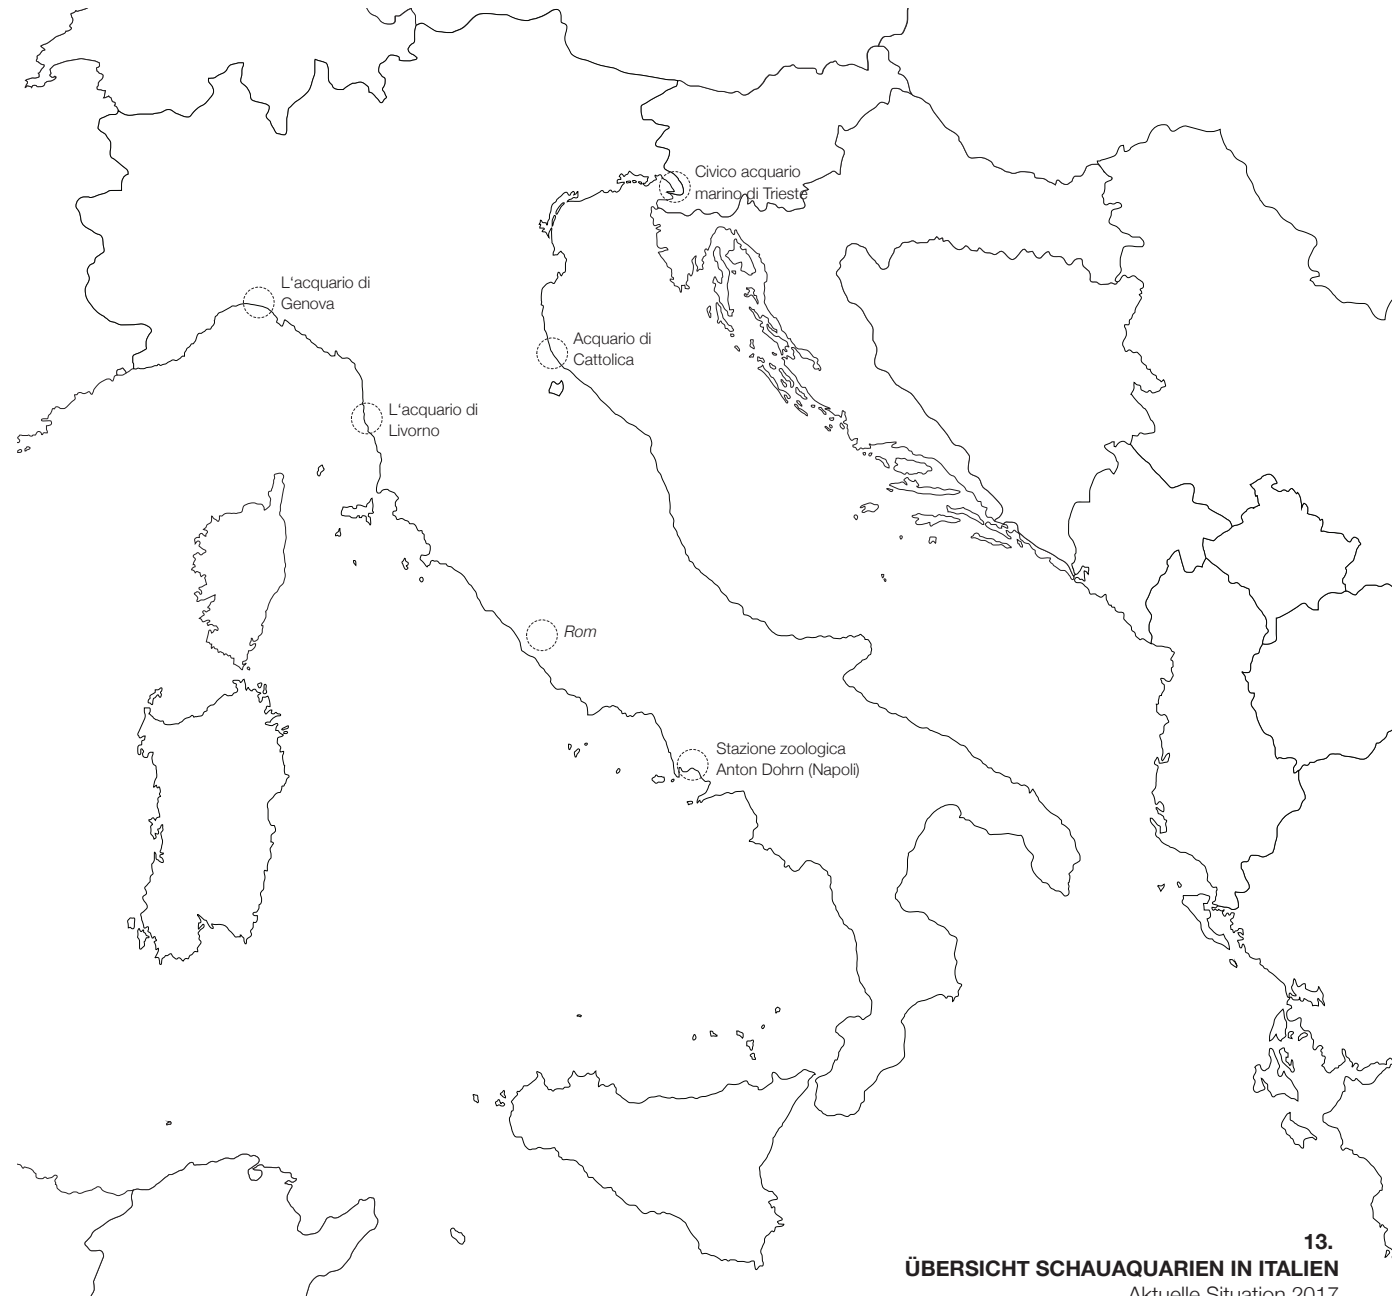 Civico acquario
marino di Trieste
L'acquario di
Genova
Acquario di
Cattolica
L'acquario di
Livorno
Rom
Stazione zoologica
Anton Dohrn (Napoli)
13.
ÜBERSICHT SCHAUAQUARIEN IN ITALIEN
Aktuelle Situation 2017